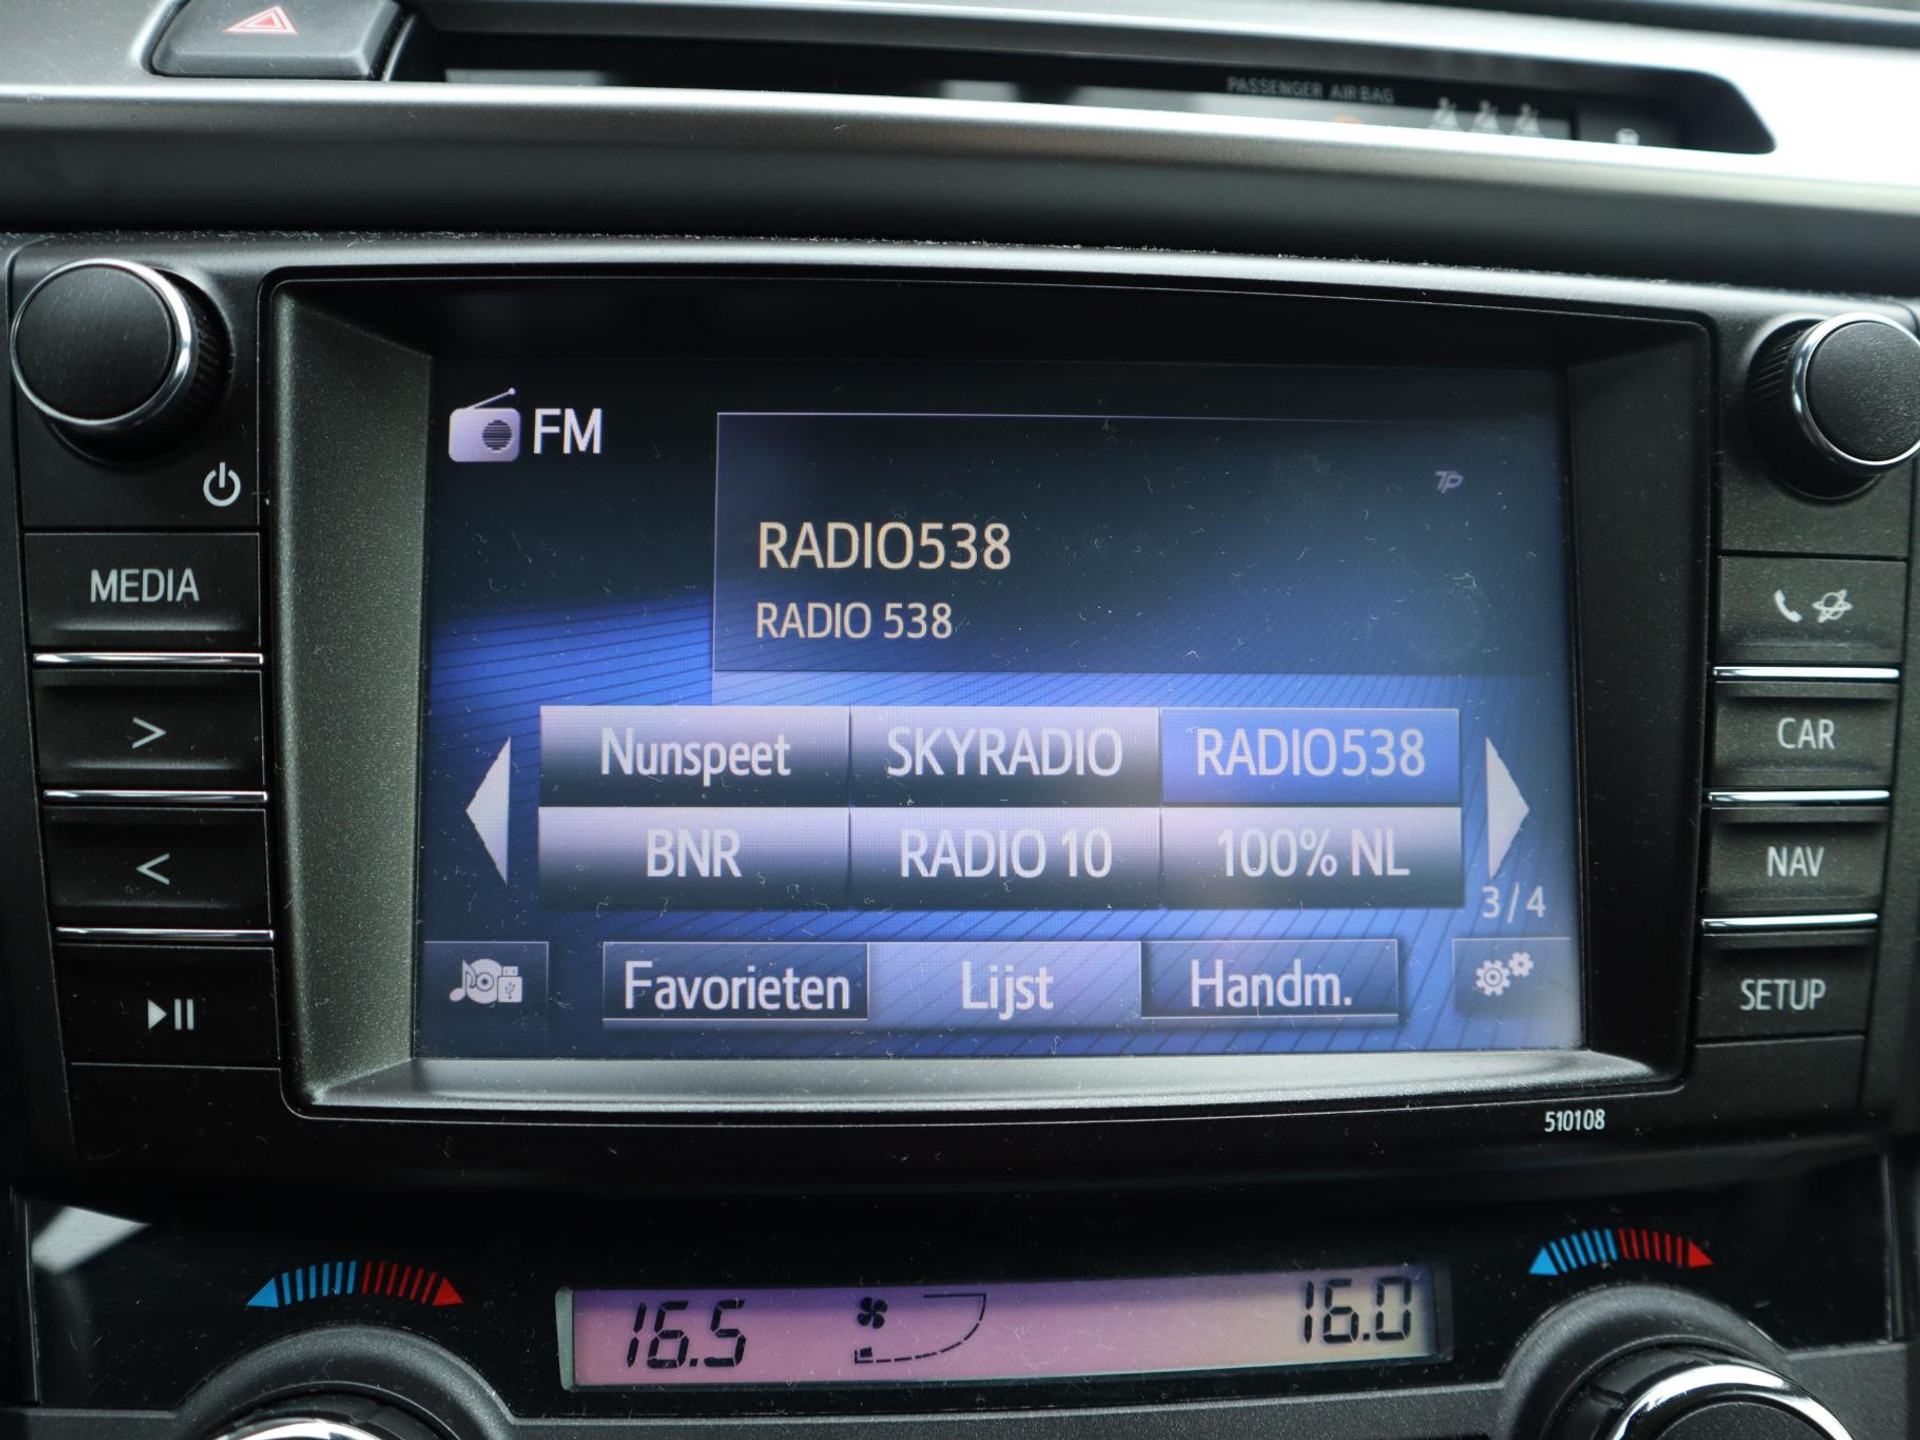 PASSENGER AIR BAG
FM
TP
RADIO538
RADIO 538
MEDIA
Nunspeet SKYRADIO RADIO538
CAR
BNR RADIO 10 100% NL
NAV
3/4
Favorieten Lijst Handm.
SETUP
510108
16.5 16.0